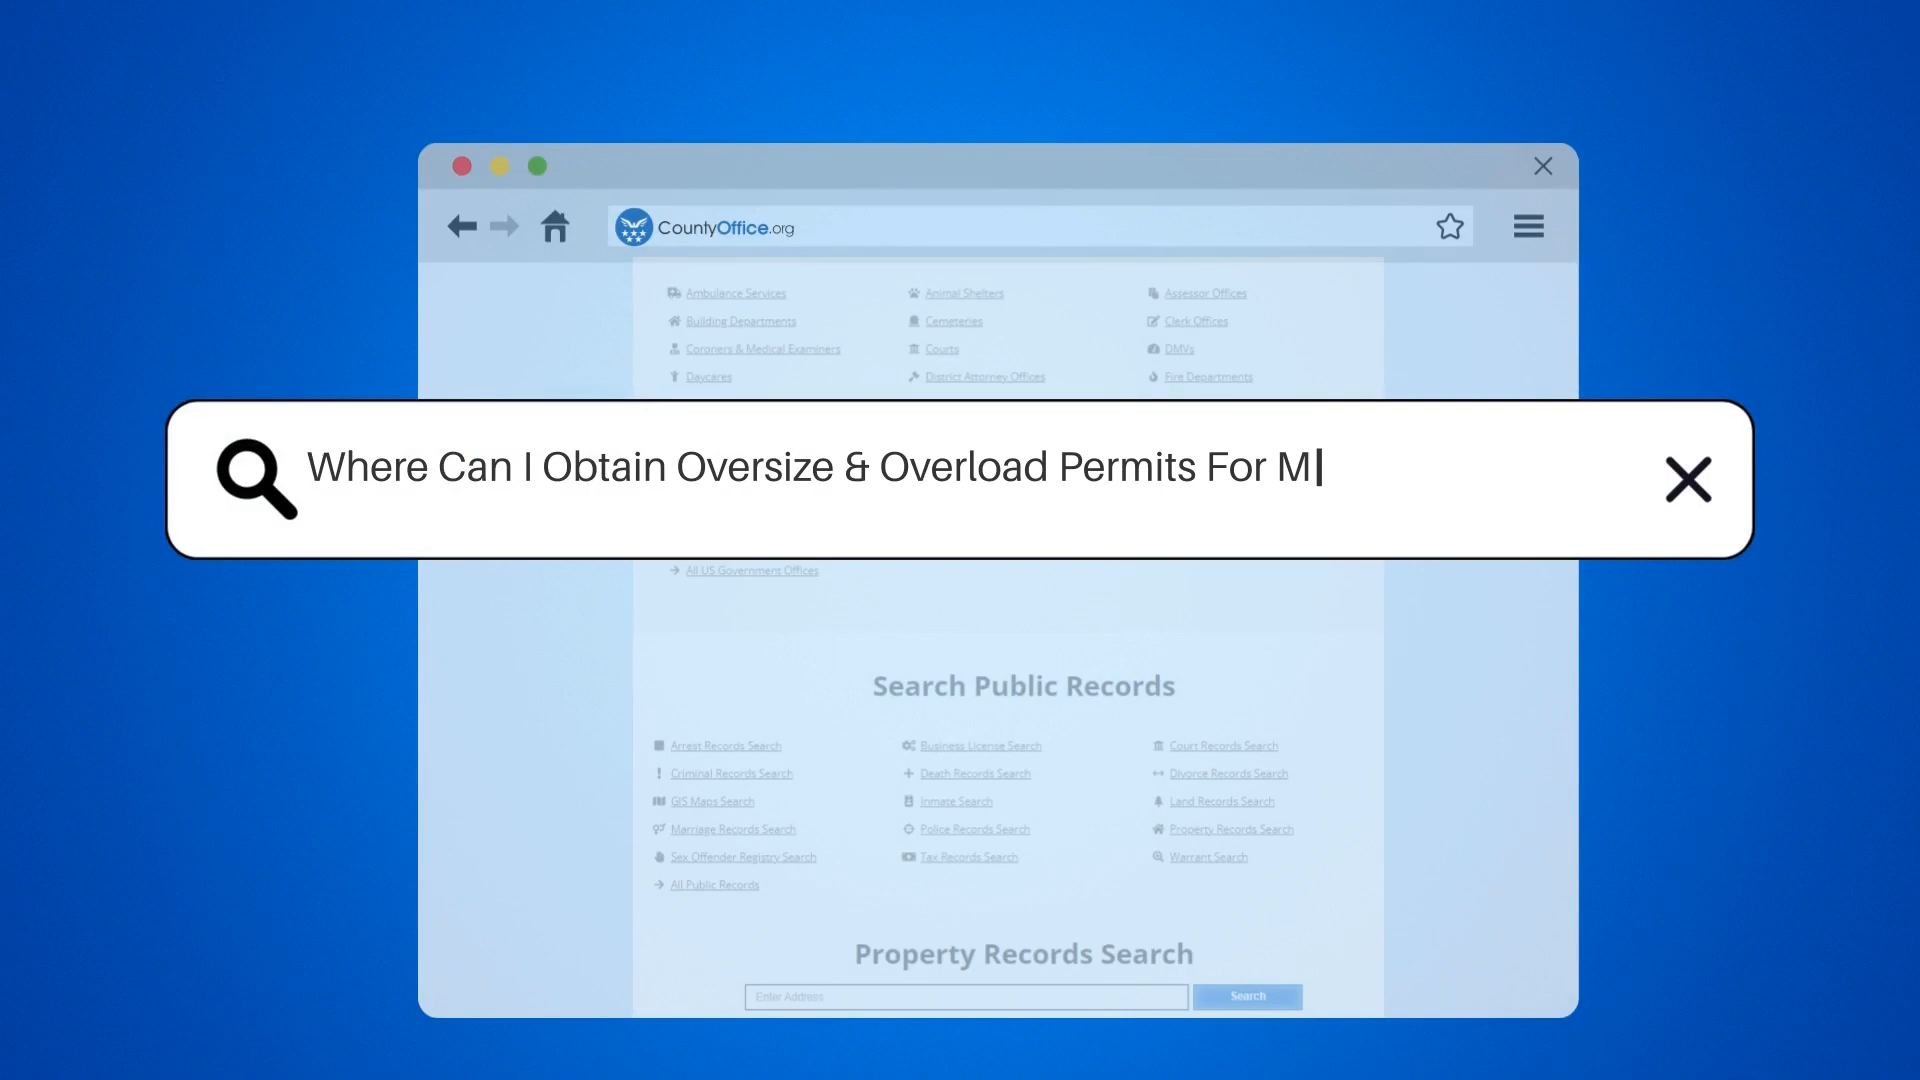 CountyOffice.org
Ambulance Services Animal Shelters Assessor Offices
Building Departments Cemeteries Clerk Offices
Coroners & Medical Examiners Courts DMVs
Daycares District Attorney Offices Fire Departments
Where Can I Obtain Oversize & Overload Permits For M
All US Government Offices
Search Public Records
Arrest Records Search Business License Search Court Records Search
Criminal Records Search Death Records Search Divorce Records Search
GIS Maps Search Inmate Search Land Records Search
Marriage Records Search Police Records Search Property Records Search
Sex Offender Registry Search Tax Records Search Warrant Search
All Public Records
Property Records Search
Enter Address Search